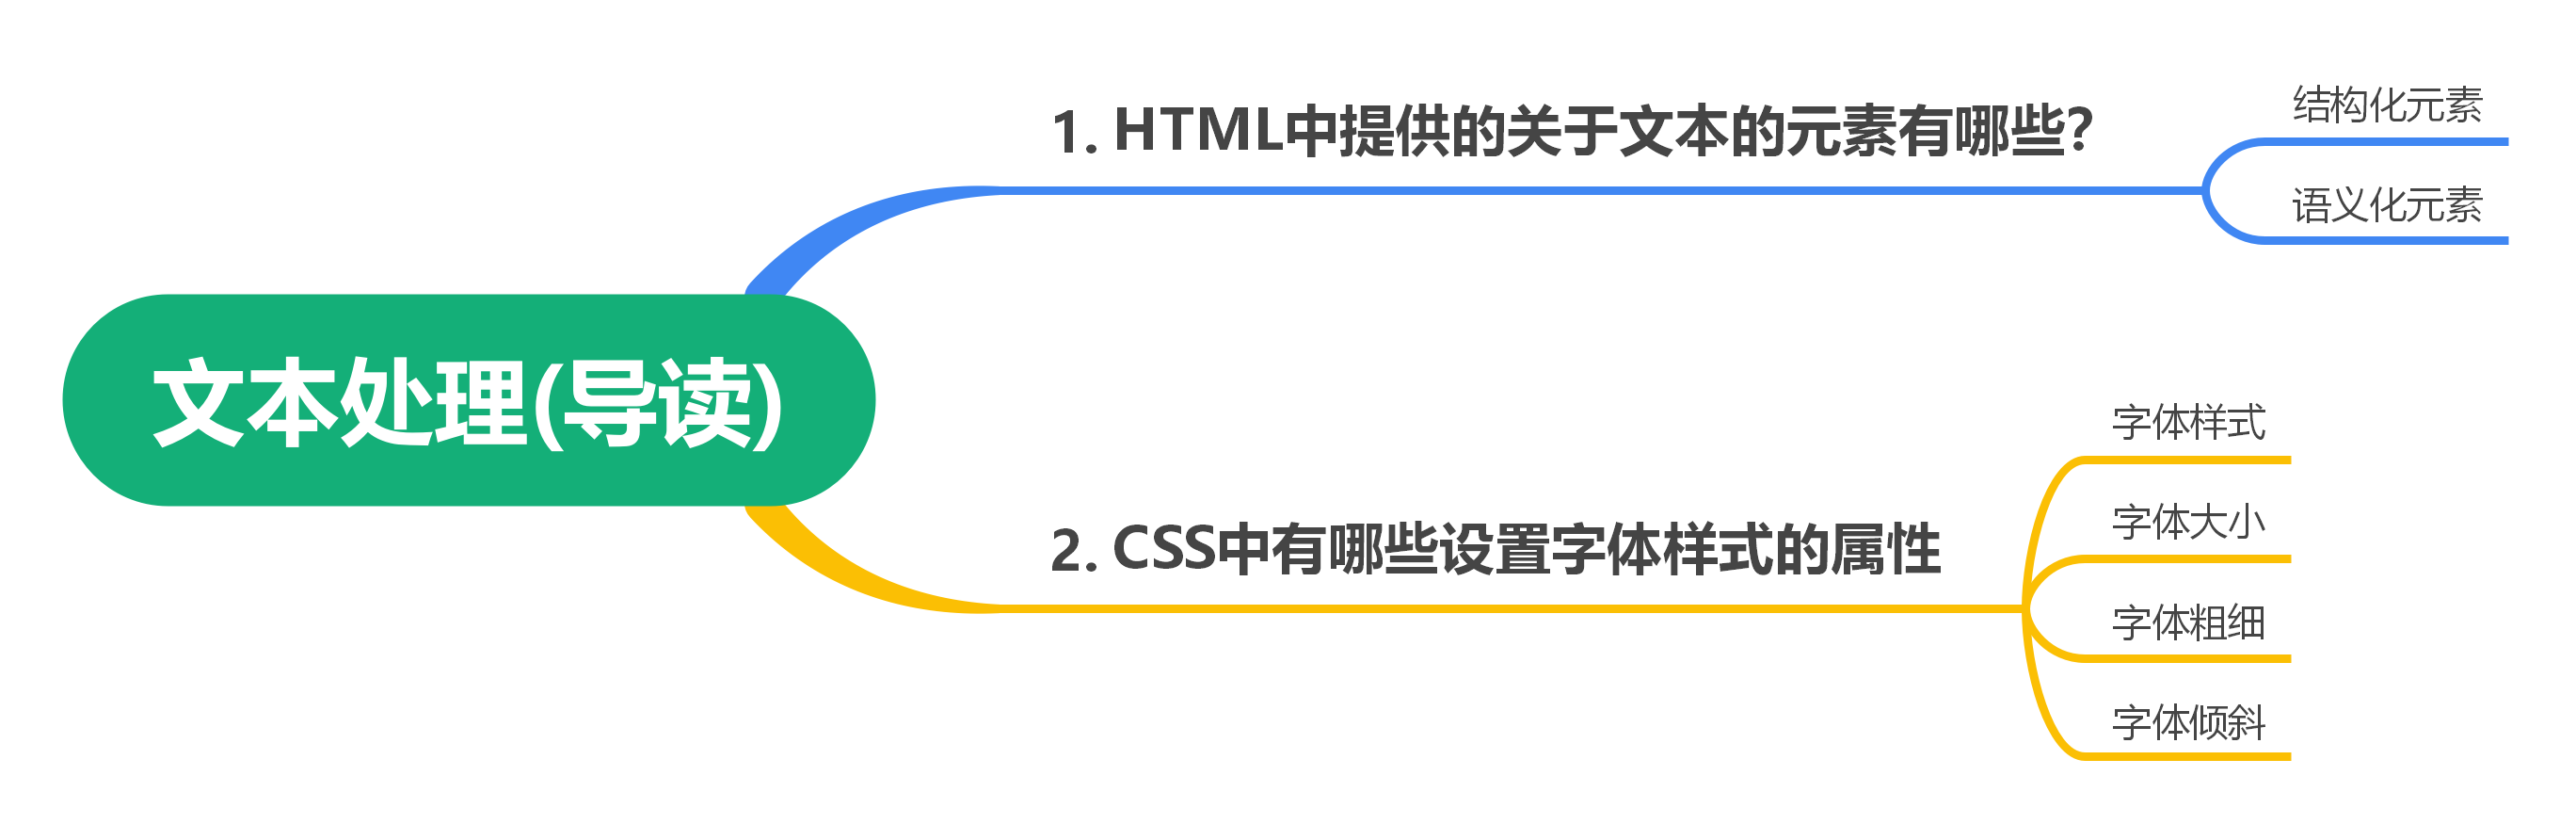 文本处理(导读)
1. HTML中提供的关于文本的元素有哪些?
结构化元素
语义化元素
2. CSS中有哪些设置字体样式的属性
字体样式
字体大小
字体粗细
字体倾斜